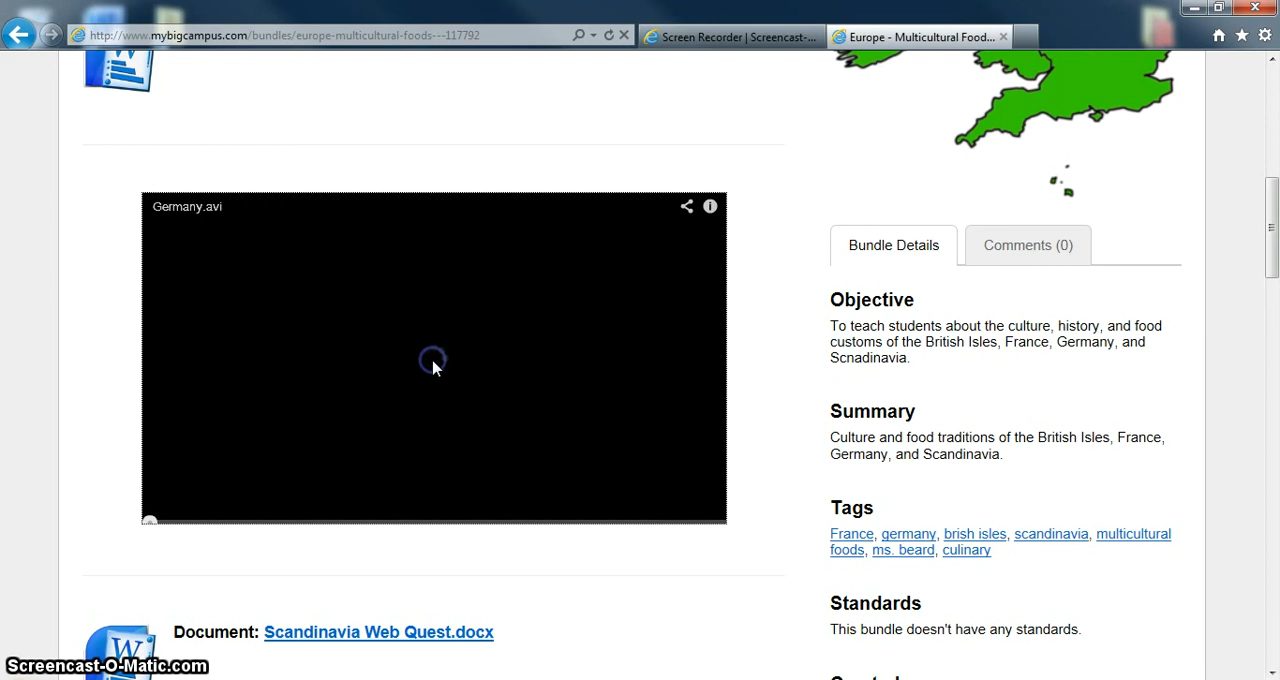 http://www.mybigcampus.com/bundles/europe-multicultural-foods---117792
Screen Recorder | Screencast-...
Europe - Multicultural Food...
W
Germany.avi
Bundle Details
Comments (0)
Objective
To teach students about the culture, history, and food
customs of the British Isles, France, Germany, and
Scnadinavia.
Summary
Culture and food traditions of the British Isles, France,
Germany, and Scandinavia.
Tags
France, germany, brish isles, scandinavia, multicultural
foods, ms. beard, culinary
Standards
This bundle doesn't have any standards.
Document: Scandinavia Web Quest.docx
W
Screencast-O-Matic.com